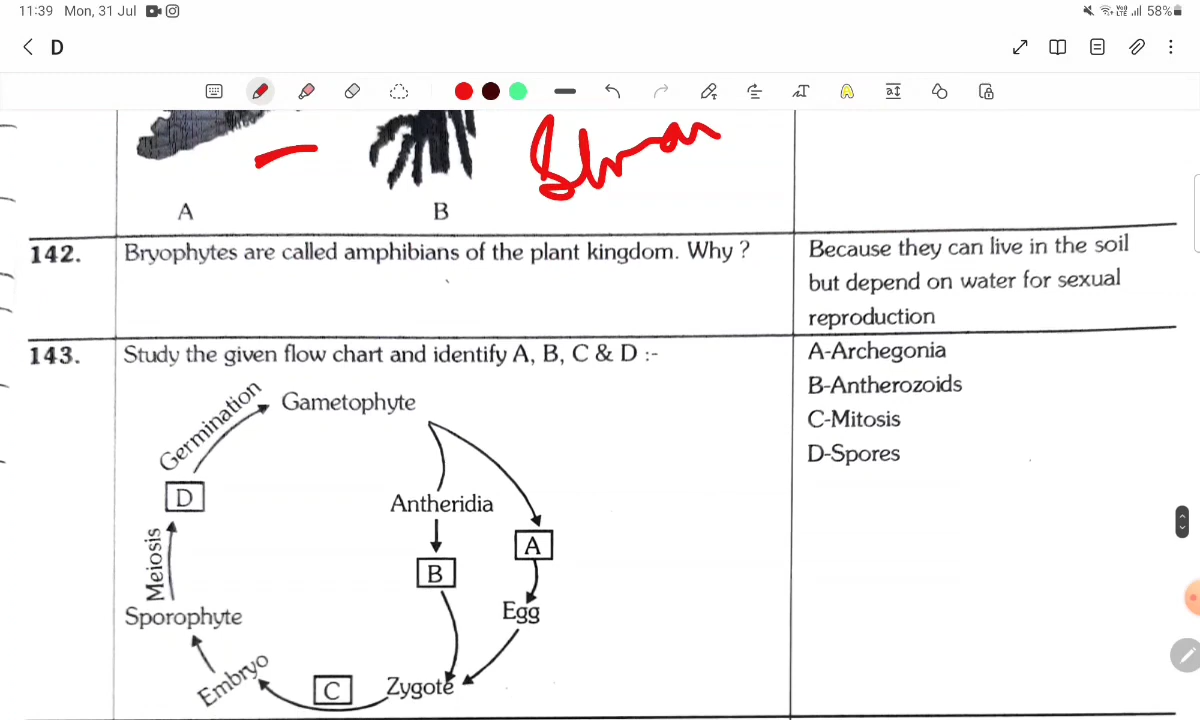 11:39 Mon, 31 Jul
58%
D
A
B
142.
Bryophytes are called amphibians of the plant kingdom. Why ?
Because they can live in the soil
but depend on water for sexual
reproduction
143.
Study the given flow chart and identify A, B, C & D :-
A-Archegonia
B-Antherozoids
C-Mitosis
D-Spores
Germination
Gametophyte
D
Antheridia
A
Meiosis
B
Sporophyte
Egg
Embryo
C
Zygote